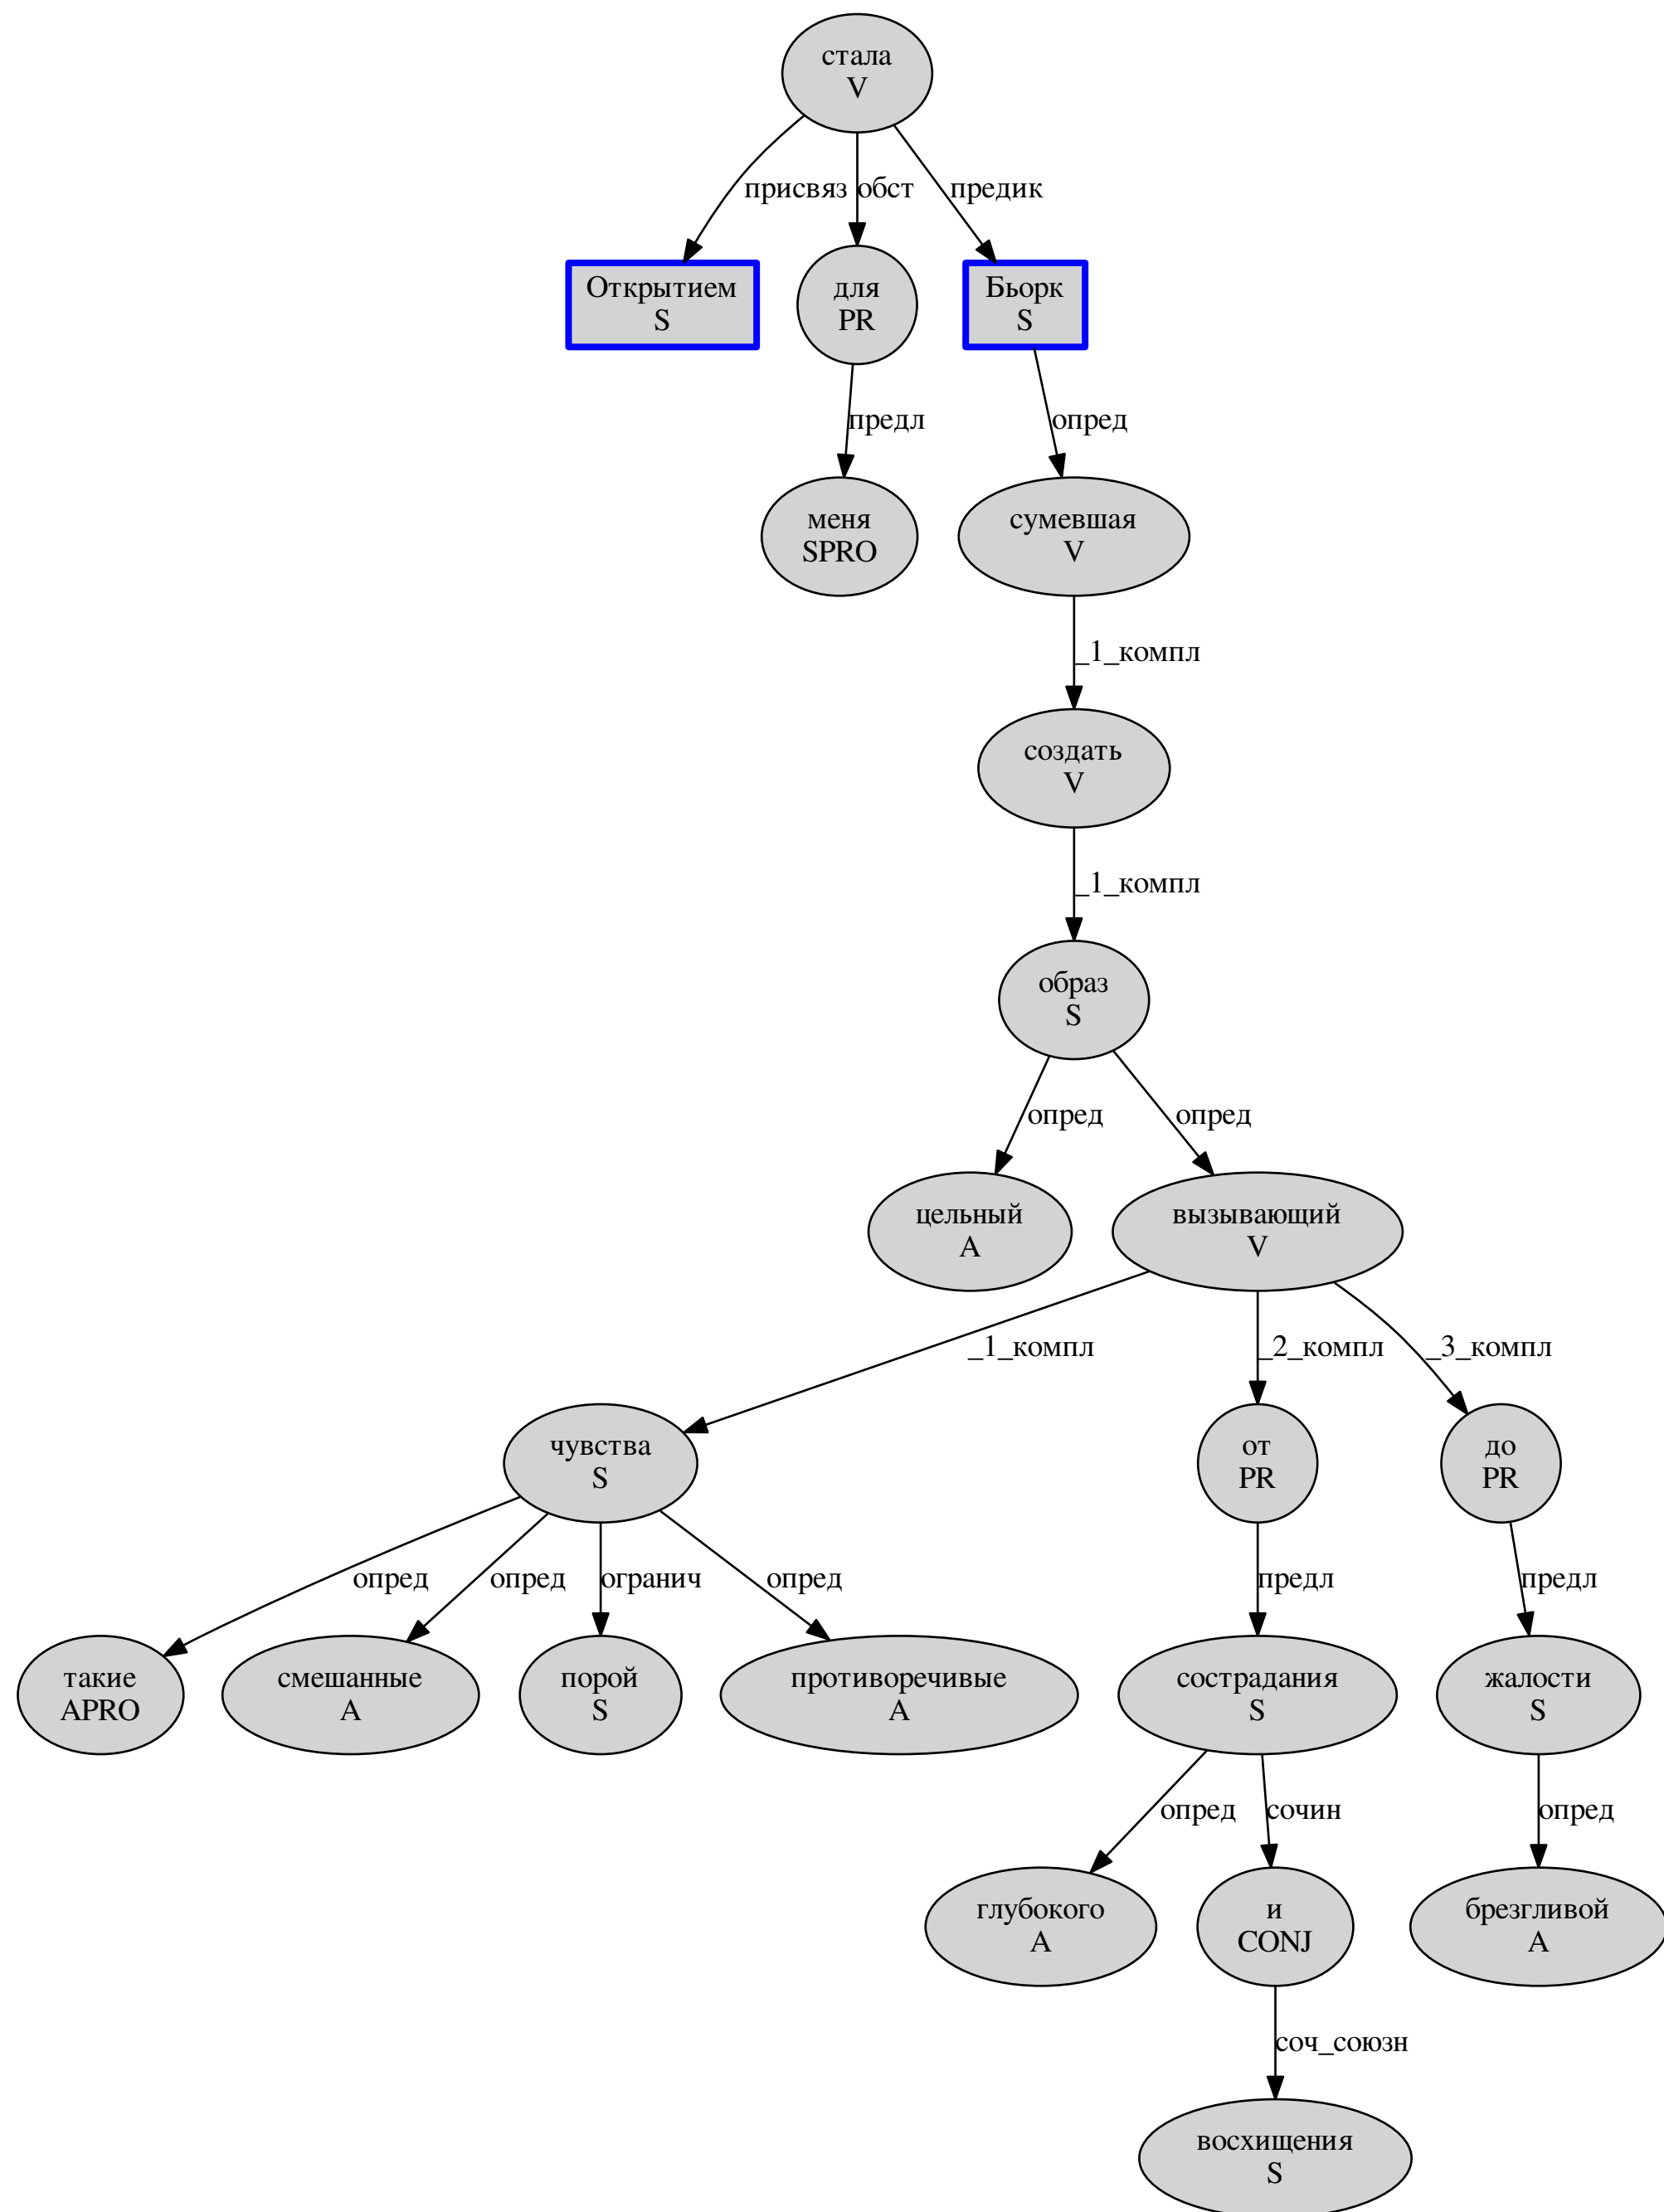 стала
V
присвяз
обст
предик
Открытием
S
для
PR
Бьорк
S
предл
опред
меня
SPRO
сумевшая
V
_1_компл
создать
V
_1_компл
образ
S
опред
опред
цельный
A
вызывающий
V
_1_компл
_2_компл
_3_компл
чувства
S
от
PR
до
PR
опред
опред
огранич
опред
предл
предл
такие
APRO
смешанные
A
порой
S
противоречивые
A
сострадания
S
жалости
S
опред
сочин
опред
глубокого
A
и
CONJ
брезгливой
A
соч_союзн
восхищения
S